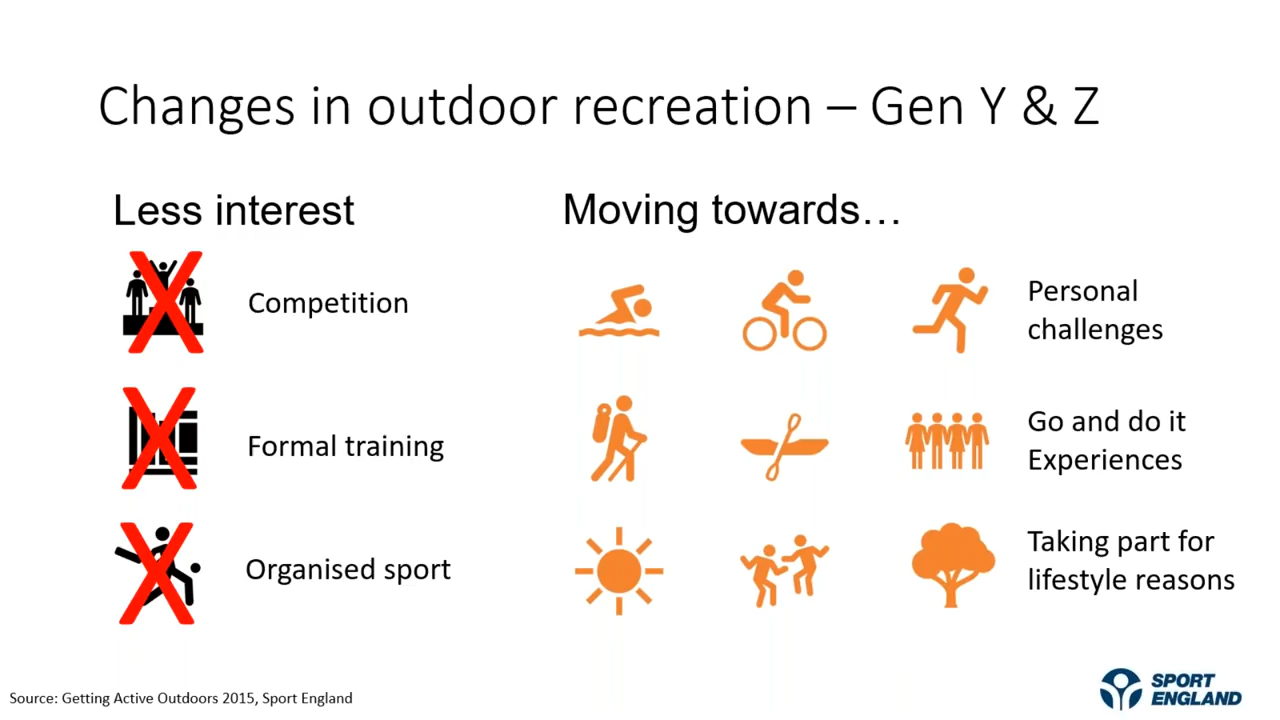 Changes in outdoor recreation – Gen Y & Z
Less interest
Moving towards…
Competition
Personal
challenges
Formal training
Go and do it
Experiences
Organised sport
Taking part for
lifestyle reasons
Source: Getting Active Outdoors 2015, Sport England
SPORT
ENGLAND